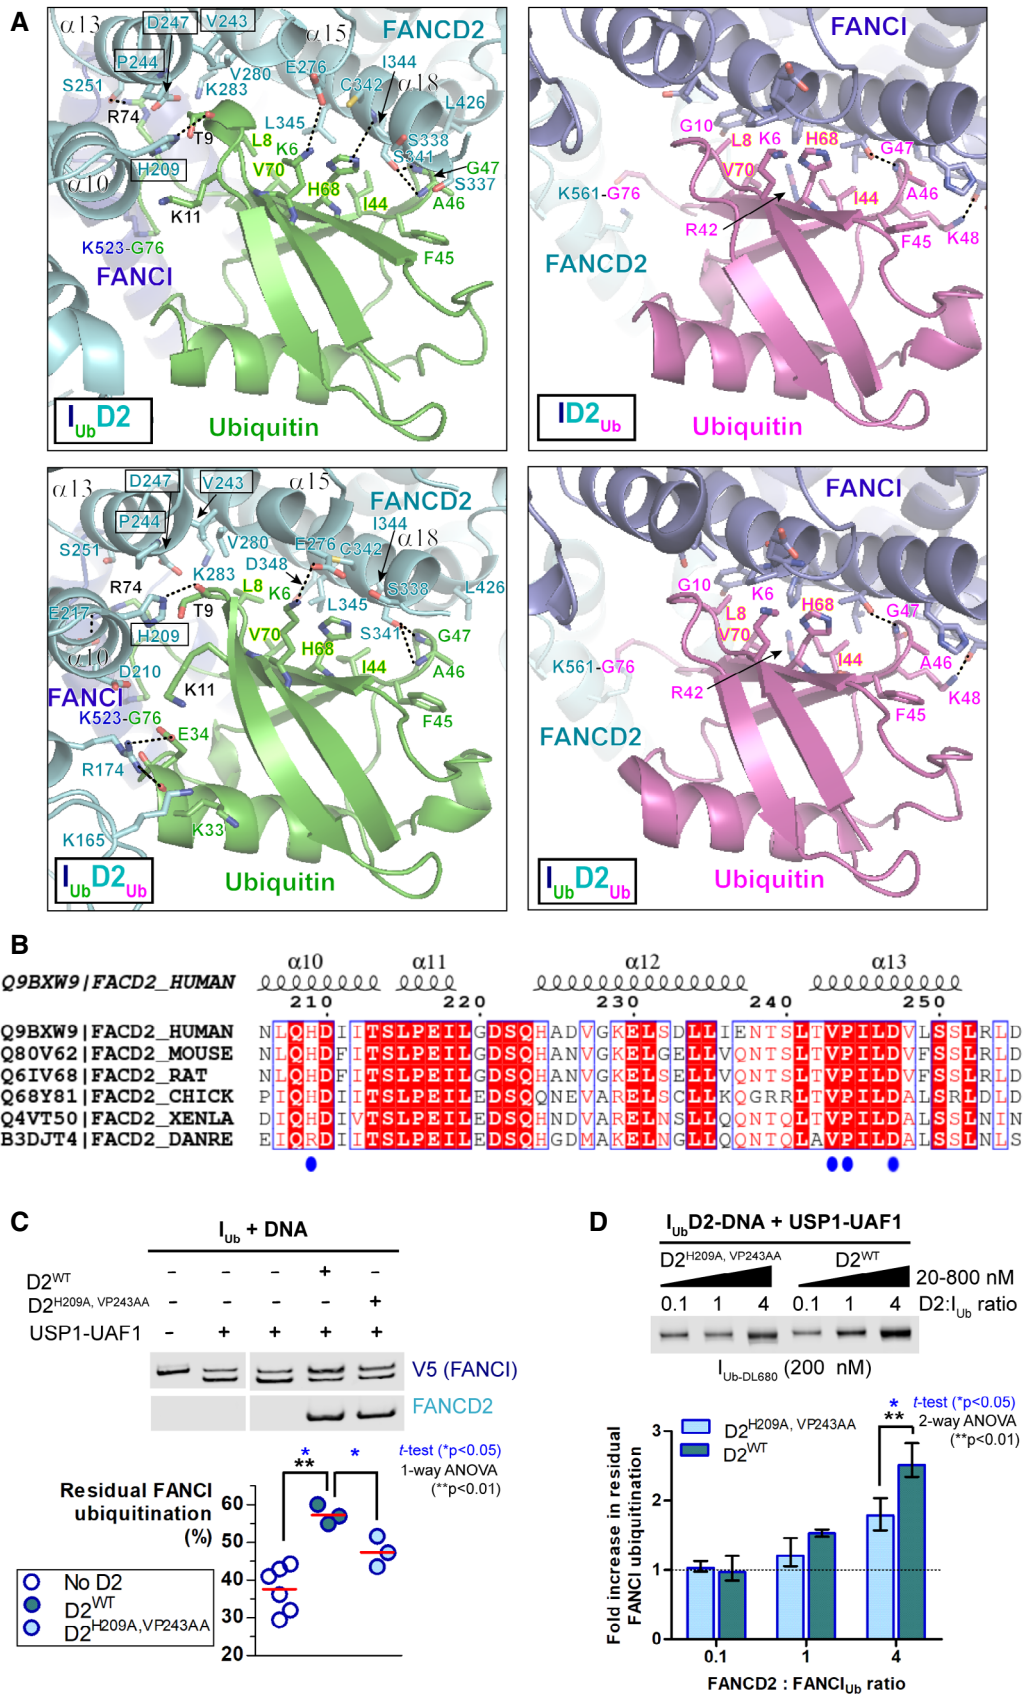 A
α13
D247
V243
α15
FANCD2
P244
V280
E276
I344
C342
α18
S251
K283
L426
R74
T9
L345
S338
L8
K6
S341
G47
H209
V70
S337
α10
H68
A46
K11
I44
K523-G76
F45
FANCI
IUbD2
Ubiquitin
FANCI
G10
L8
K6
H68
G47
V70
K561-G76
I44
A46
R42
K48
F45
FANCD2
ID2Ub
Ubiquitin
α13
D247
V243
α15
FANCD2
P244
I344
V280
E276
C342
α18
S251
D348
K283
S338
L426
R74
L8
K6
E217
T9
L345
H209
V70
S341
G47
α10
H68
D210
I44
A46
FANCI
K11
K523-G76
F45
E34
R174
K165
K33
IUbD2Ub
Ubiquitin
FANCI
G10
K6
H68
L8
G47
V70
K561-G76
I44
A46
R42
K48
F45
FANCD2
IUbD2Ub
Ubiquitin
B
α10 α11 α12 α13
Q9BXW9|FACD2_HUMAN
210 220 230 240 250
Q9BXW9|FACD2_HUMAN NLQHDIITSLPEILGDSQHADVGKELSDLLIENTSLTVPILDVLSSLRLD
Q80V62|FACD2_MOUSE NLQHDFITSLPEILGDSQHANVGKELGELLVQNTSLTVPILDVFSSLRLD
Q6IV68|FACD2_RAT NLQHDFITSLPEILGDSQHANVGKELSELLVQNTSLTVPILDVFSSLRLD
Q68Y81|FACD2_CHICK PIQHDIITSLPEILEDSQQNEVARELSCLLKQGRRLTVPILDALSSLDLD
Q4VT50|FACD2_XENLA DIQHDIVTSLPEILEDSQHNDVARELNSLLQQNTQLTVPILDALSSLNIN
B3DJT4|FACD2_DANRE EIQRDIITSLPEILEDSQHGDMAKELNGLLQQNTQLAVPILDALSSLNLS
C
IUb + DNA
D2WT - - - + -
D2H209A, VP243AA - - - - +
USP1-UAF1 - + + + +
V5 (FANCI)
FANCD2
* *
**
t-test (*p<0.05)
1-way ANOVA
(**p<0.01)
Residual FANCI
ubiquitination
(%)
60
50
40
30
20
No D2
D2WT
D2H209A,VP243AA
D
IUbD2-DNA + USP1-UAF1
D2H209A, VP243AA D2WT
20-800 nM
0.1 1 4 0.1 1 4 D2:IUb ratio
IUb-DL680 (200 nM)
* t-test (*p<0.05)
** 2-way ANOVA
(**p<0.01)
D2H209A, VP243AA
D2WT
Fold increase in residual
FANCI ubiquitination
3
2
1
0
0.1 1 4
FANCD2 : FANCIUb ratio